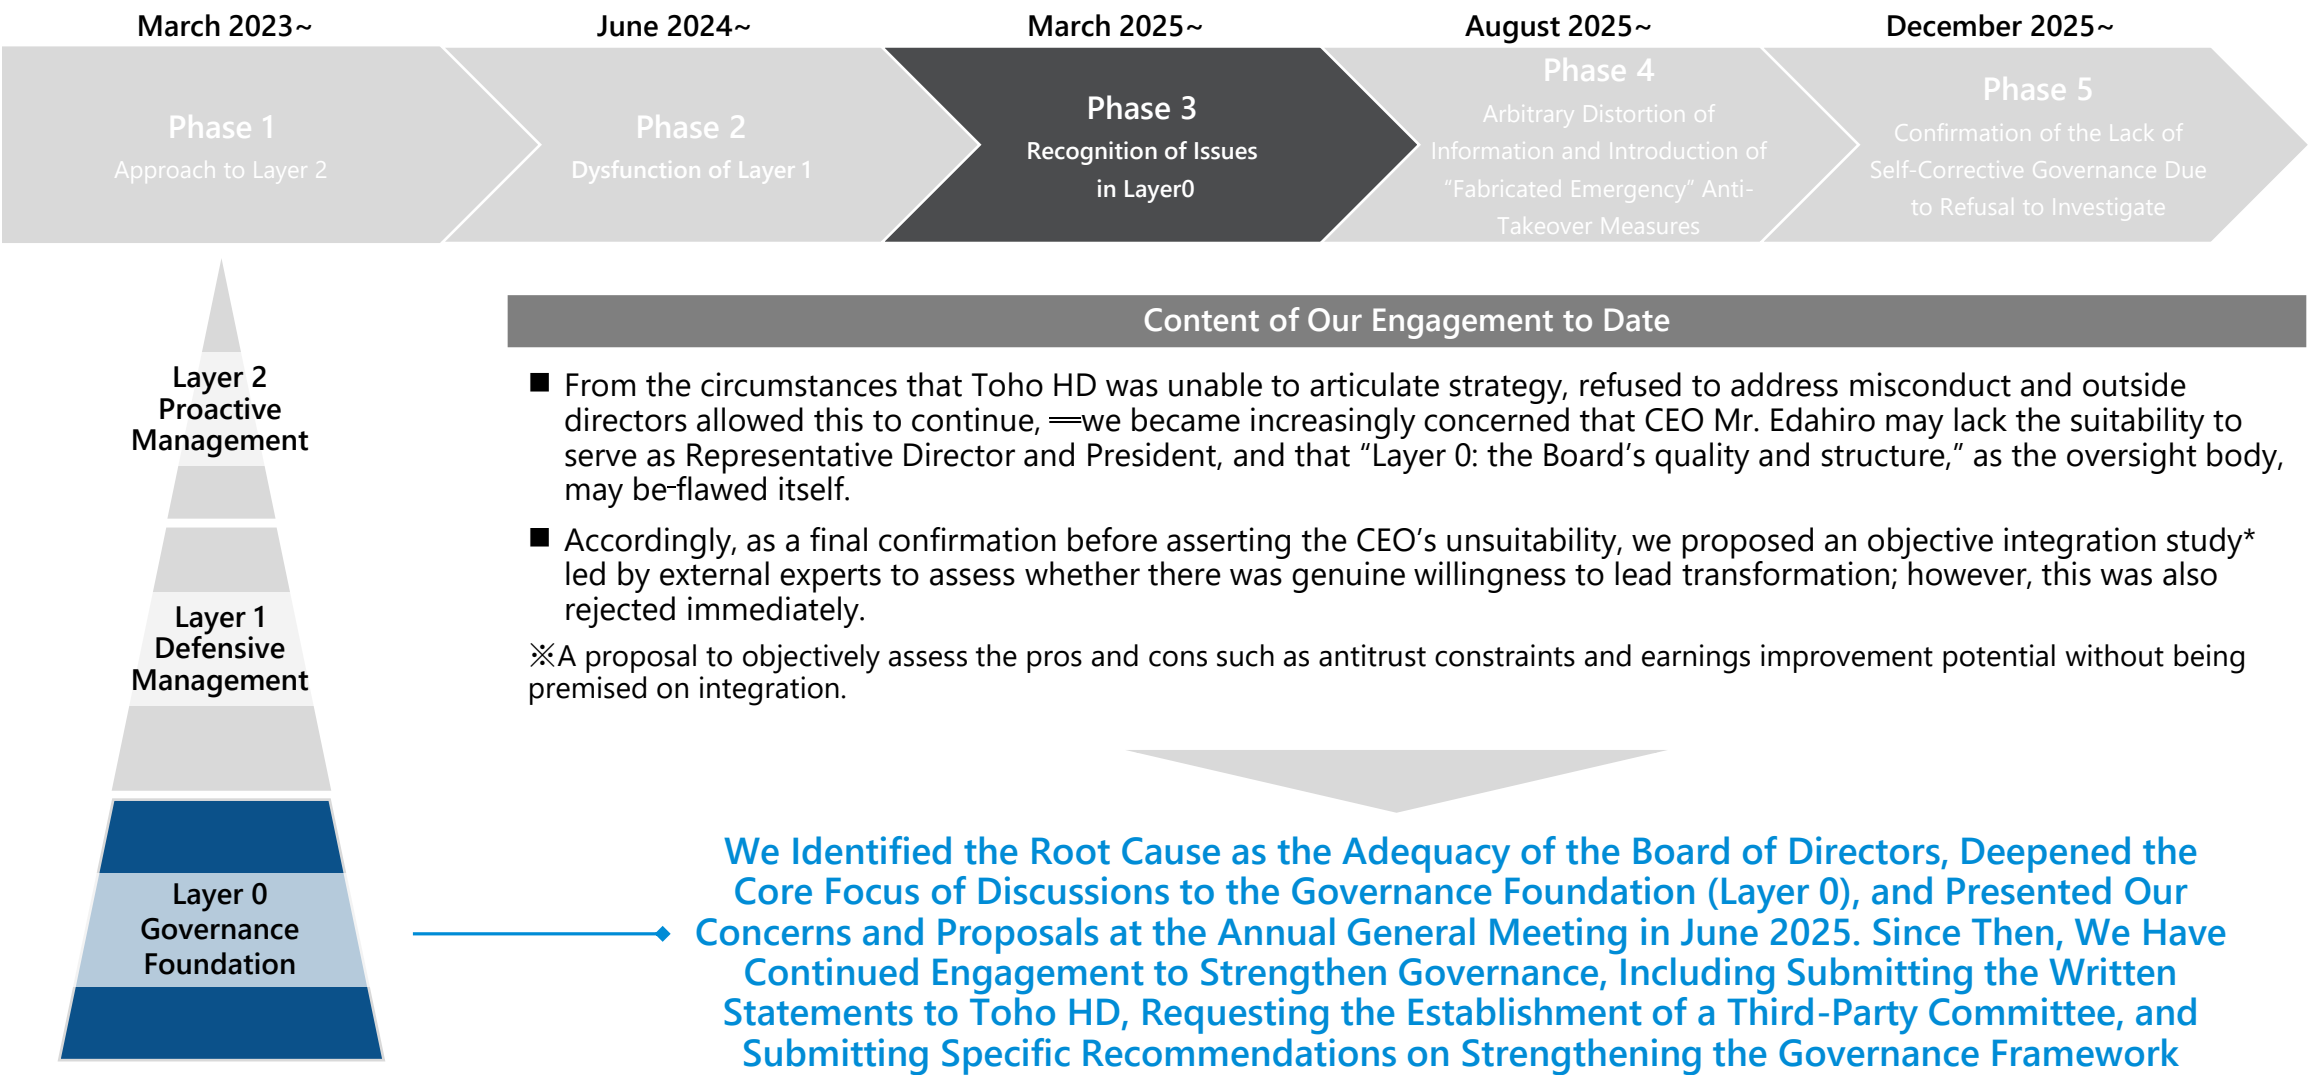 March 2023~
June 2024~
March 2025~
August 2025~
December 2025~
Phase 1
Approach to Layer 2
Phase 2
Dysfunction of Layer 1
Phase 3
Recognition of Issues
in Layer0
Phase 4
Arbitrary Distortion of
Information and Introduction of
“Fabricated Emergency” Anti-
Takeover Measures
Phase 5
Confirmation of the Lack of
Self-Corrective Governance Due
to Refusal to Investigate
Layer 2
Proactive
Management
Layer 1
Defensive
Management
Layer 0
Governance
Foundation
Content of Our Engagement to Date
■ From the circumstances that Toho HD was unable to articulate strategy, refused to address misconduct and outside
directors allowed this to continue, ══we became increasingly concerned that CEO Mr. Edahiro may lack the suitability to
serve as Representative Director and President, and that “Layer 0: the Board’s quality and structure,” as the oversight body,
may be-flawed itself.
■ Accordingly, as a final confirmation before asserting the CEO’s unsuitability, we proposed an objective integration study*
led by external experts to assess whether there was genuine willingness to lead transformation; however, this was also
rejected immediately.
※A proposal to objectively assess the pros and cons such as antitrust constraints and earnings improvement potential without being
premised on integration.
We Identified the Root Cause as the Adequacy of the Board of Directors, Deepened the
Core Focus of Discussions to the Governance Foundation (Layer 0), and Presented Our
Concerns and Proposals at the Annual General Meeting in June 2025. Since Then, We Have
Continued Engagement to Strengthen Governance, Including Submitting the Written
Statements to Toho HD, Requesting the Establishment of a Third-Party Committee, and
Submitting Specific Recommendations on Strengthening the Governance Framework